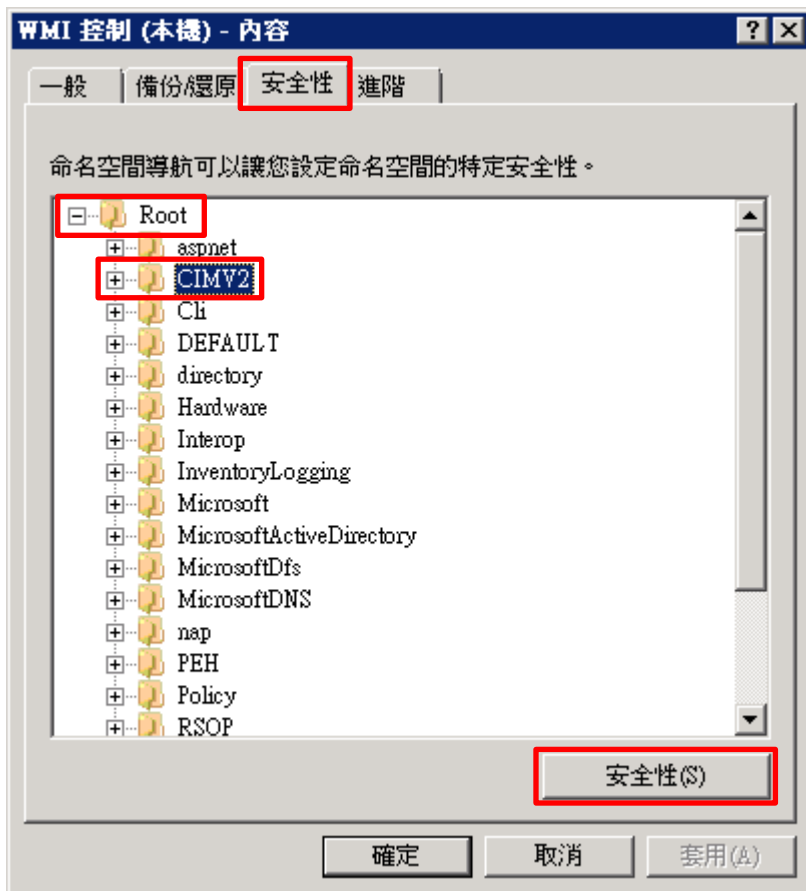 WMI 控制 (本機) - 內容
一般 備份/還原 安全性 進階
命名空間導航可以讓您設定命名空間的特定安全性。
Root
aspnet
CIMV2
Cli
DEFAULT
directory
Hardware
Interop
InventoryLogging
Microsoft
MicrosoftActiveDirectory
MicrosoftDfs
MicrosoftDNS
nap
PEH
Policy
RSOP
安全性(S)
確定 取消 套用(A)